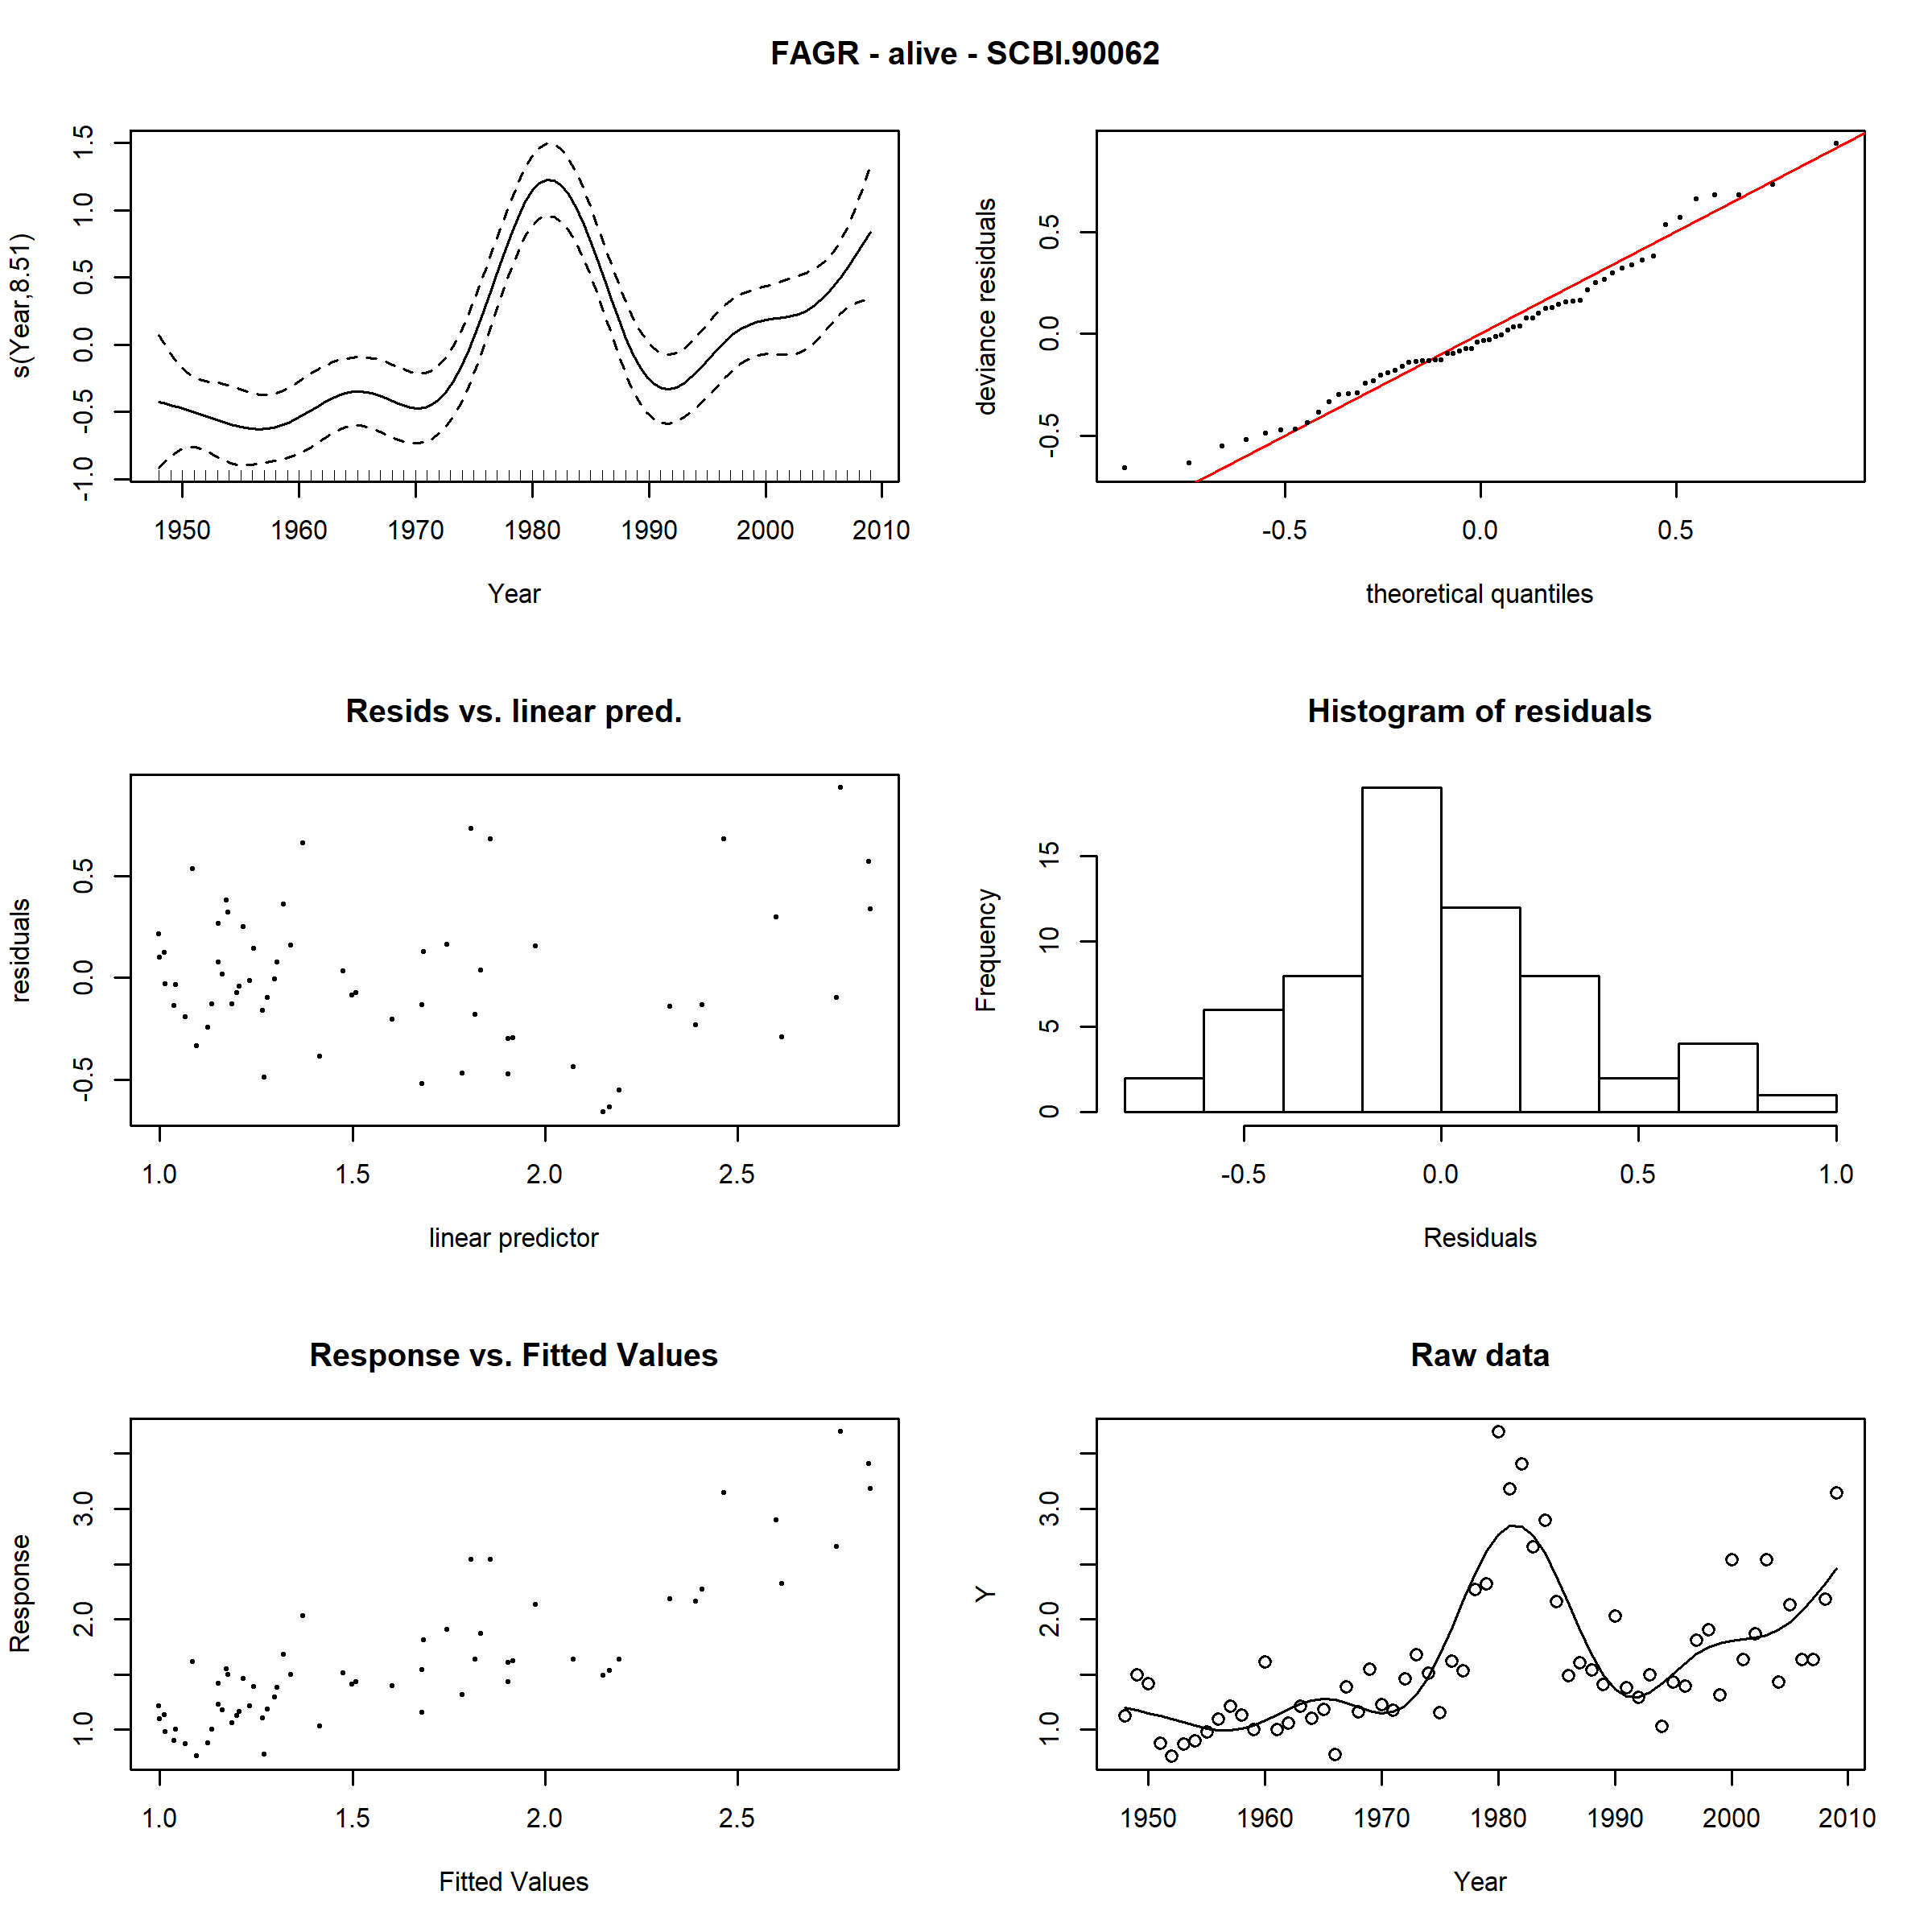 FAGR - alive - SCBI.90062
s(Year,8.51)
1.5
1.0
0.5
0.0
-0.5
-1.0
1950 1960 1970 1980 1990 2000 2010
Year
deviance residuals
0.5
0.0
-0.5
-0.5 0.0 0.5
theoretical quantiles
Resids vs. linear pred.
residuals
0.5
0.0
-0.5
1.0 1.5 2.0 2.5
linear predictor
Histogram of residuals
Frequency
15
10
5
0
-0.5 0.0 0.5 1.0
Residuals
Response vs. Fitted Values
Response
3.0
2.0
1.0
1.0 1.5 2.0 2.5
Fitted Values
Raw data
Y
3.0
2.0
1.0
1950 1960 1970 1980 1990 2000 2010
Year